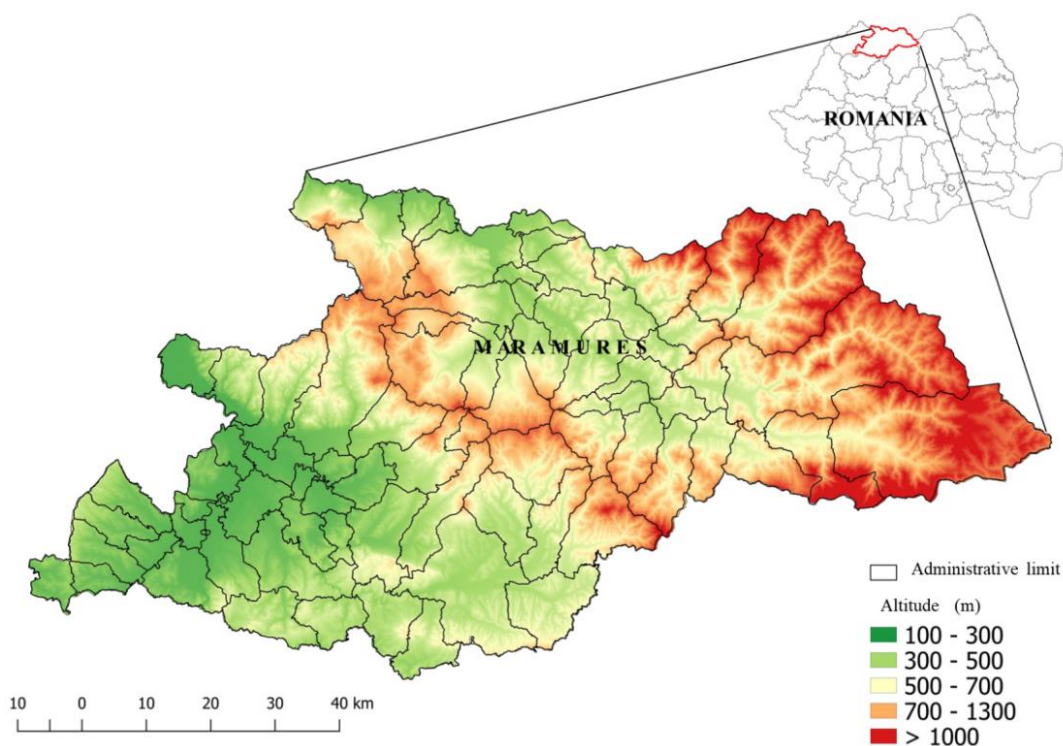 ROMANIA
MARAMURES
Administrative limit
Altitude (m)
100 - 300
300 - 500
500 - 700
700 - 1300
> 1000
10 0 10 20 30 40 km